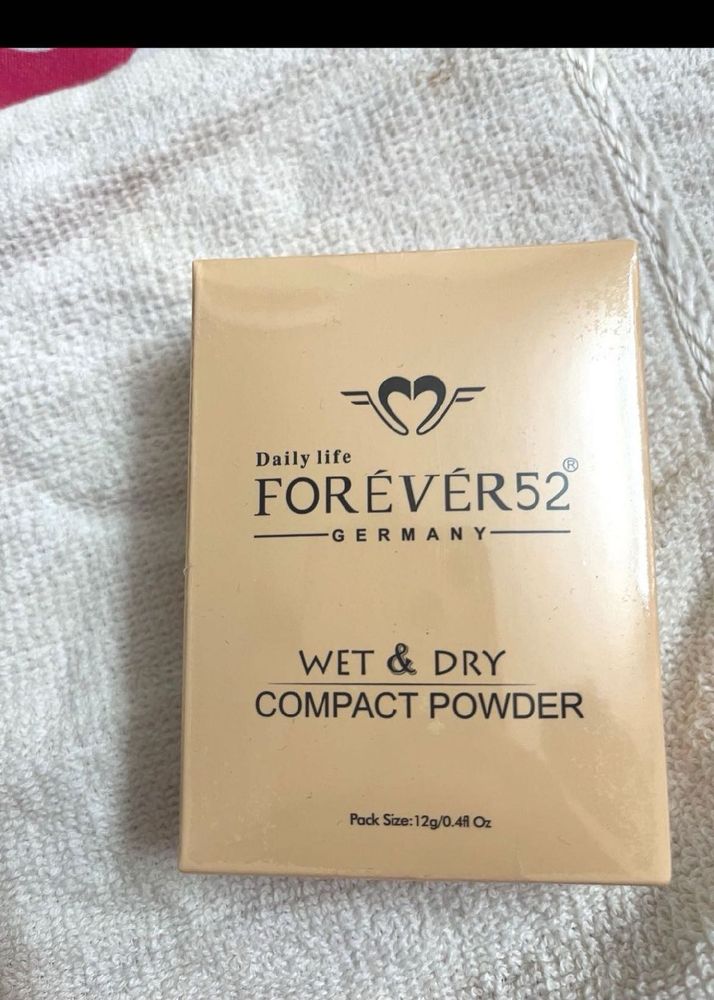 Daily life
FORÉVÉR52®
GERMANY
WET & DRY
COMPACT POWDER
Pack Size:12g/0.4fl Oz